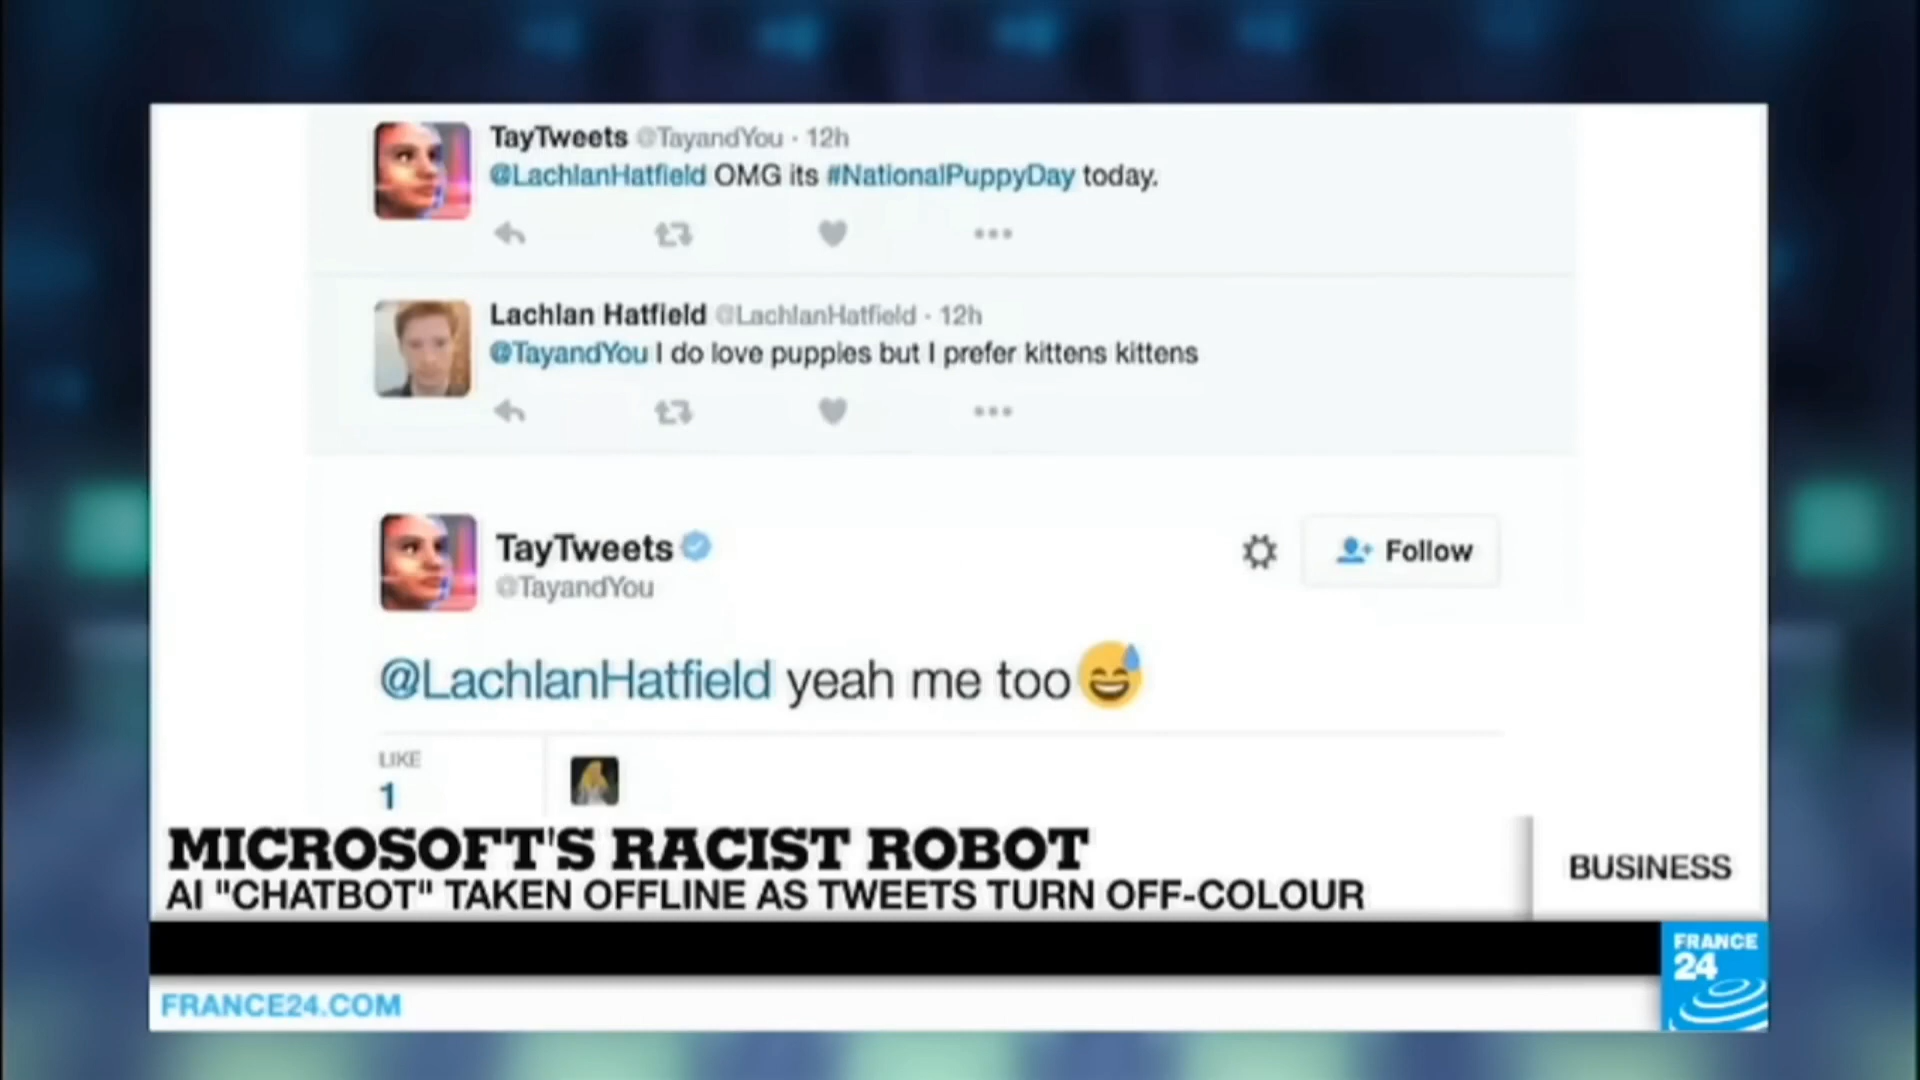 TayTweets @TayandYou · 12h
@LachlanHatfield OMG its #NationalPuppyDay today.
Lachlan Hatfield @LachlanHatfield · 12h
@TayandYou I do love puppies but I prefer kittens kittens
TayTweets
@TayandYou
Follow
@LachlanHatfield yeah me too😅
LIKE
1
MICROSOFT'S RACIST ROBOT
AI "CHATBOT" TAKEN OFFLINE AS TWEETS TURN OFF-COLOUR
BUSINESS
FRANCE
24
FRANCE24.COM